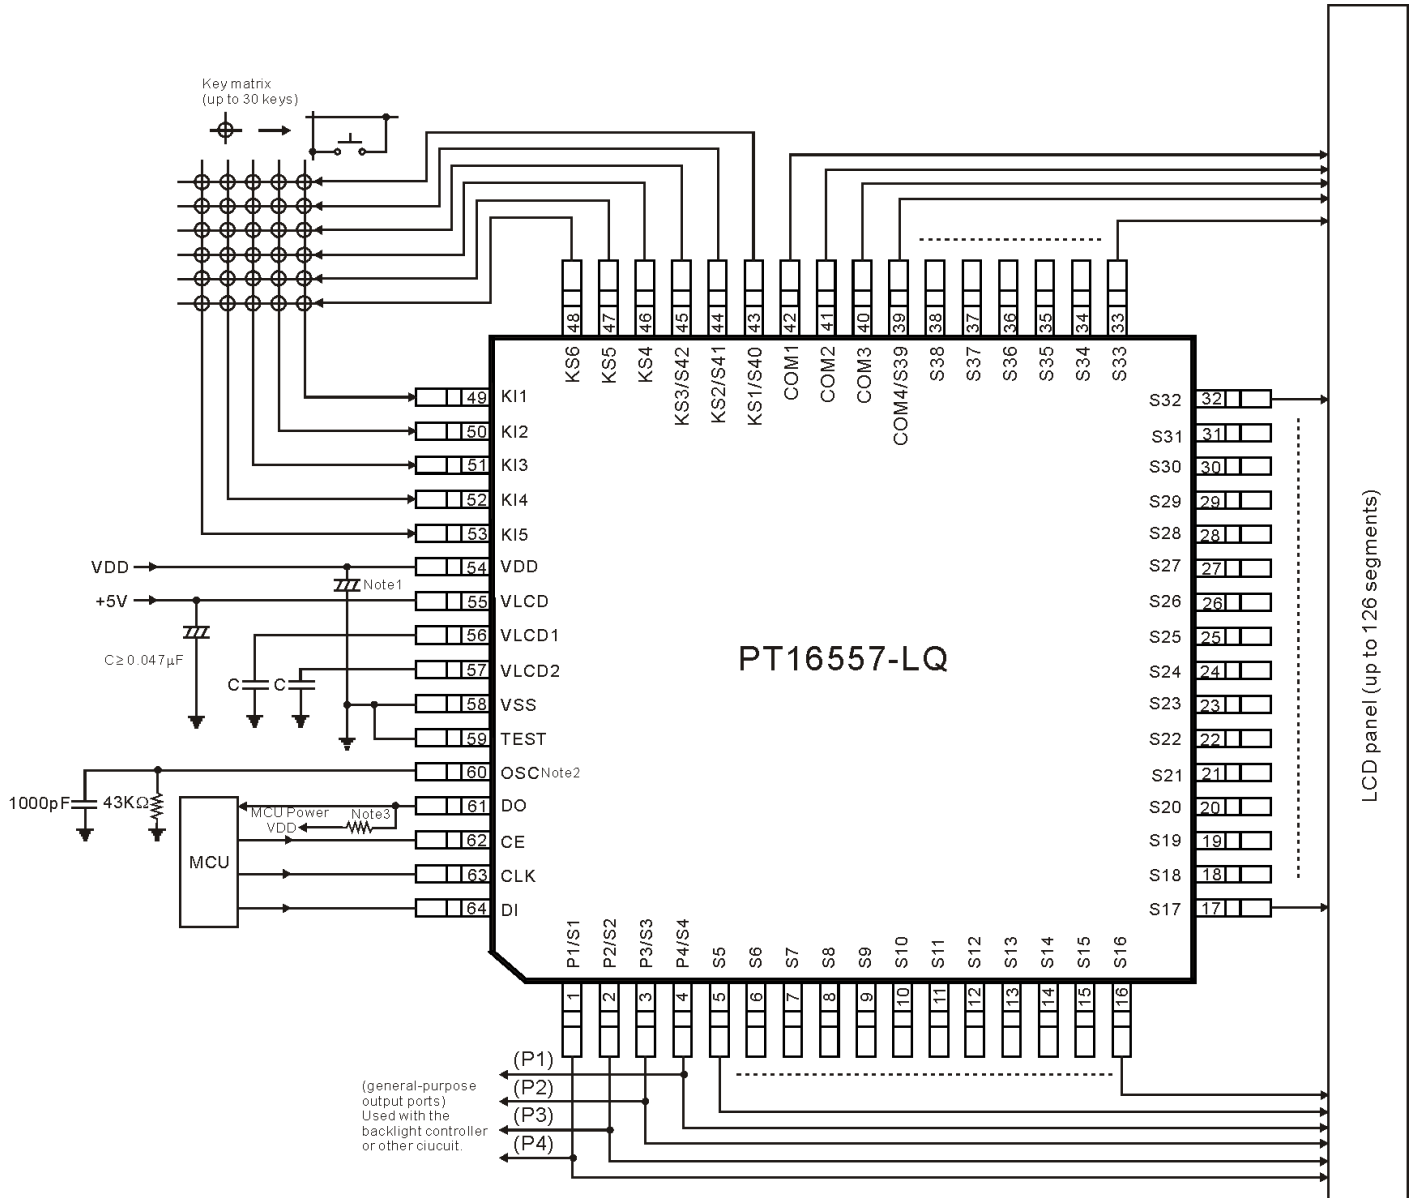 Key matrix
(up to 30 keys)
48 47 46 45 44 43 42 41 40 39 38 37 36 35 34 33
KS6 KS5 KS4 KS3/S42 KS2/S41 KS1/S40 COM1 COM2 COM3 COM4/S39 S38 S37 S36 S35 S34 S33
49 KI1
50 KI2
51 KI3
52 KI4
53 KI5
VDD 54 VDD
Note1
+5V 55 VLCD
56 VLCD1
C≥0.047μF
57 VLCD2
C C
58 VSS
59 TEST
60 OSC Note2
1000pF 43KΩ
61 DO
MCU Power
VDD
Note3
MCU
62 CE
63 CLK
64 DI
PT16557-LQ
S32 32
S31 31
S30 30
S29 29
S28 28
S27 27
S26 26
S25 25
S24 24
S23 23
S22 22
S21 21
S20 20
S19 19
S18 18
S17 17
LCD panel (up to 126 segments)
P1/S1 P2/S2 P3/S3 P4/S4 S5 S6 S7 S8 S9 S10 S11 S12 S13 S14 S15 S16
1 2 3 4 5 6 7 8 9 10 11 12 13 14 15 16
(P1)
(P2)
(P3)
(P4)
(general-purpose
output ports)
Used with the
backlight controller
or other ciucuit.